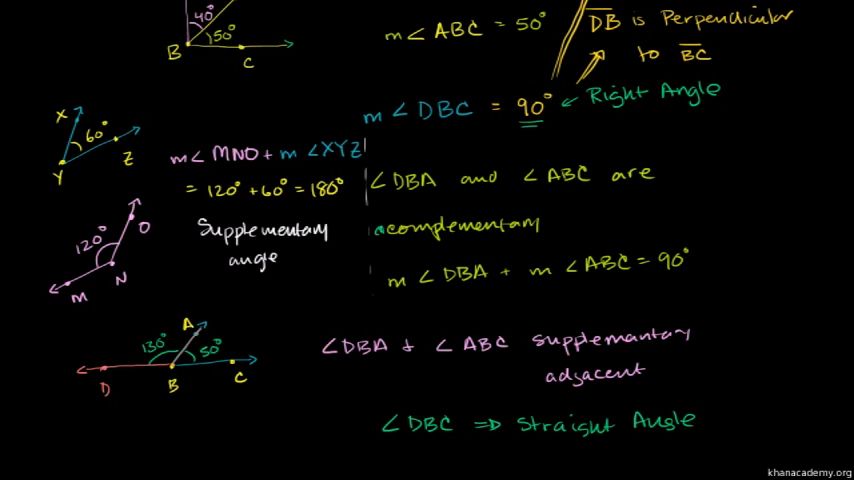 40°
50°
B
C
m∠ABC = 50°
DB is Perpendicular
to BC
m∠DBC = 90° ← Right Angle
X
60°
Y
Z
m∠MNO + m∠XYZ
= 120° + 60° = 180°
Supplementary
angle
∠DBA and ∠ABC are
complementary
m∠DBA + m∠ABC = 90°
120°
O
N
M
A
130°
50°
D
B
C
∠DBA + ∠ABC supplemantary
adjacent
∠DBC ⇒ Straight Angle
khanacademy.org